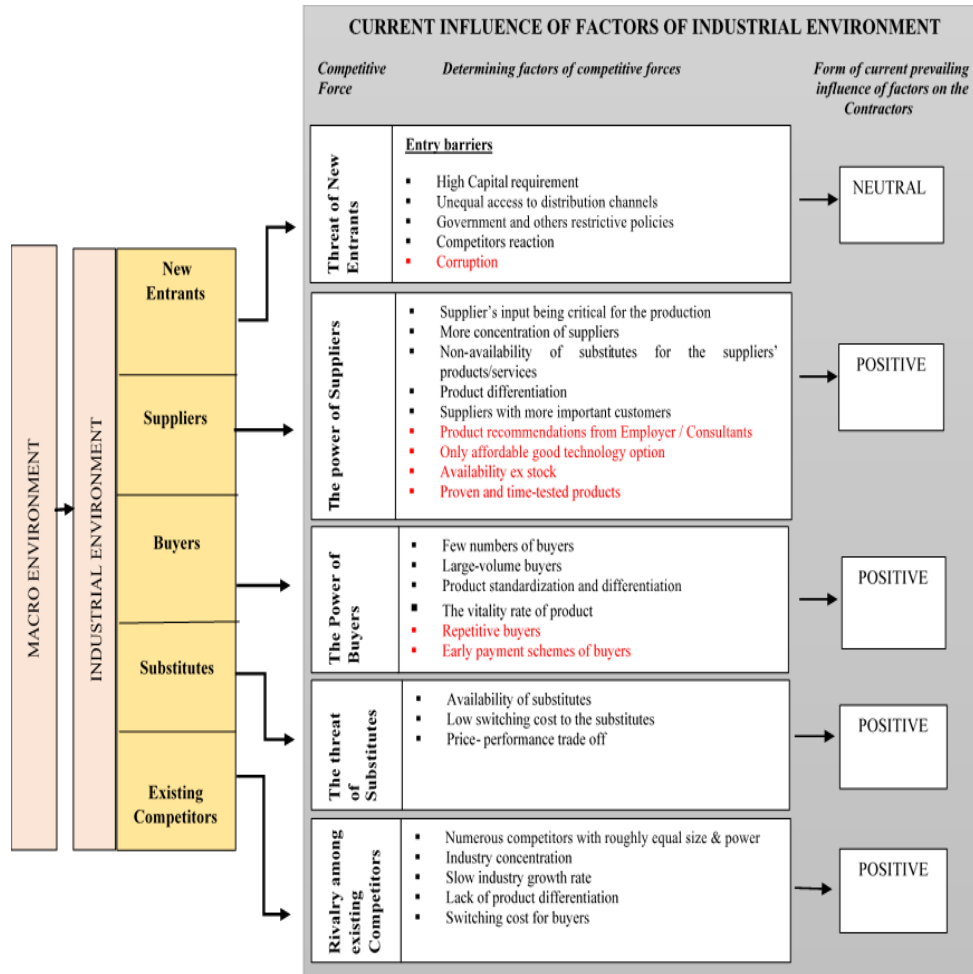 CURRENT INFLUENCE OF FACTORS OF INDUSTRIAL ENVIRONMENT
Competitive
Force
Determining factors of competitive forces
Form of current prevailing
influence of factors on the
Contractors
MACRO ENVIRONMENT
INDUSTRIAL ENVIRONMENT
New
Entrants
Suppliers
Buyers
Substitutes
Existing
Competitors
Threat of New
Entrants
Entry barriers
▪ High Capital requirement
▪ Unequal access to distribution channels
▪ Government and others restrictive policies
▪ Competitors reaction
▪ Corruption
NEUTRAL
The power of Suppliers
▪ Supplier's input being critical for the production
▪ More concentration of suppliers
▪ Non-availability of substitutes for the suppliers'
products/services
▪ Product differentiation
▪ Suppliers with more important customers
▪ Product recommendations from Employer / Consultants
▪ Only affordable good technology option
▪ Availability ex stock
▪ Proven and time-tested products
POSITIVE
The Power of
Buyers
▪ Few numbers of buyers
▪ Large-volume buyers
▪ Product standardization and differentiation
▪ The vitality rate of product
▪ Repetitive buyers
▪ Early payment schemes of buyers
POSITIVE
The threat
of
Substitutes
▪ Availability of substitutes
▪ Low switching cost to the substitutes
▪ Price- performance trade off
POSITIVE
Rivalry among
existing
Competitors
▪ Numerous competitors with roughly equal size & power
▪ Industry concentration
▪ Slow industry growth rate
▪ Lack of product differentiation
▪ Switching cost for buyers
POSITIVE